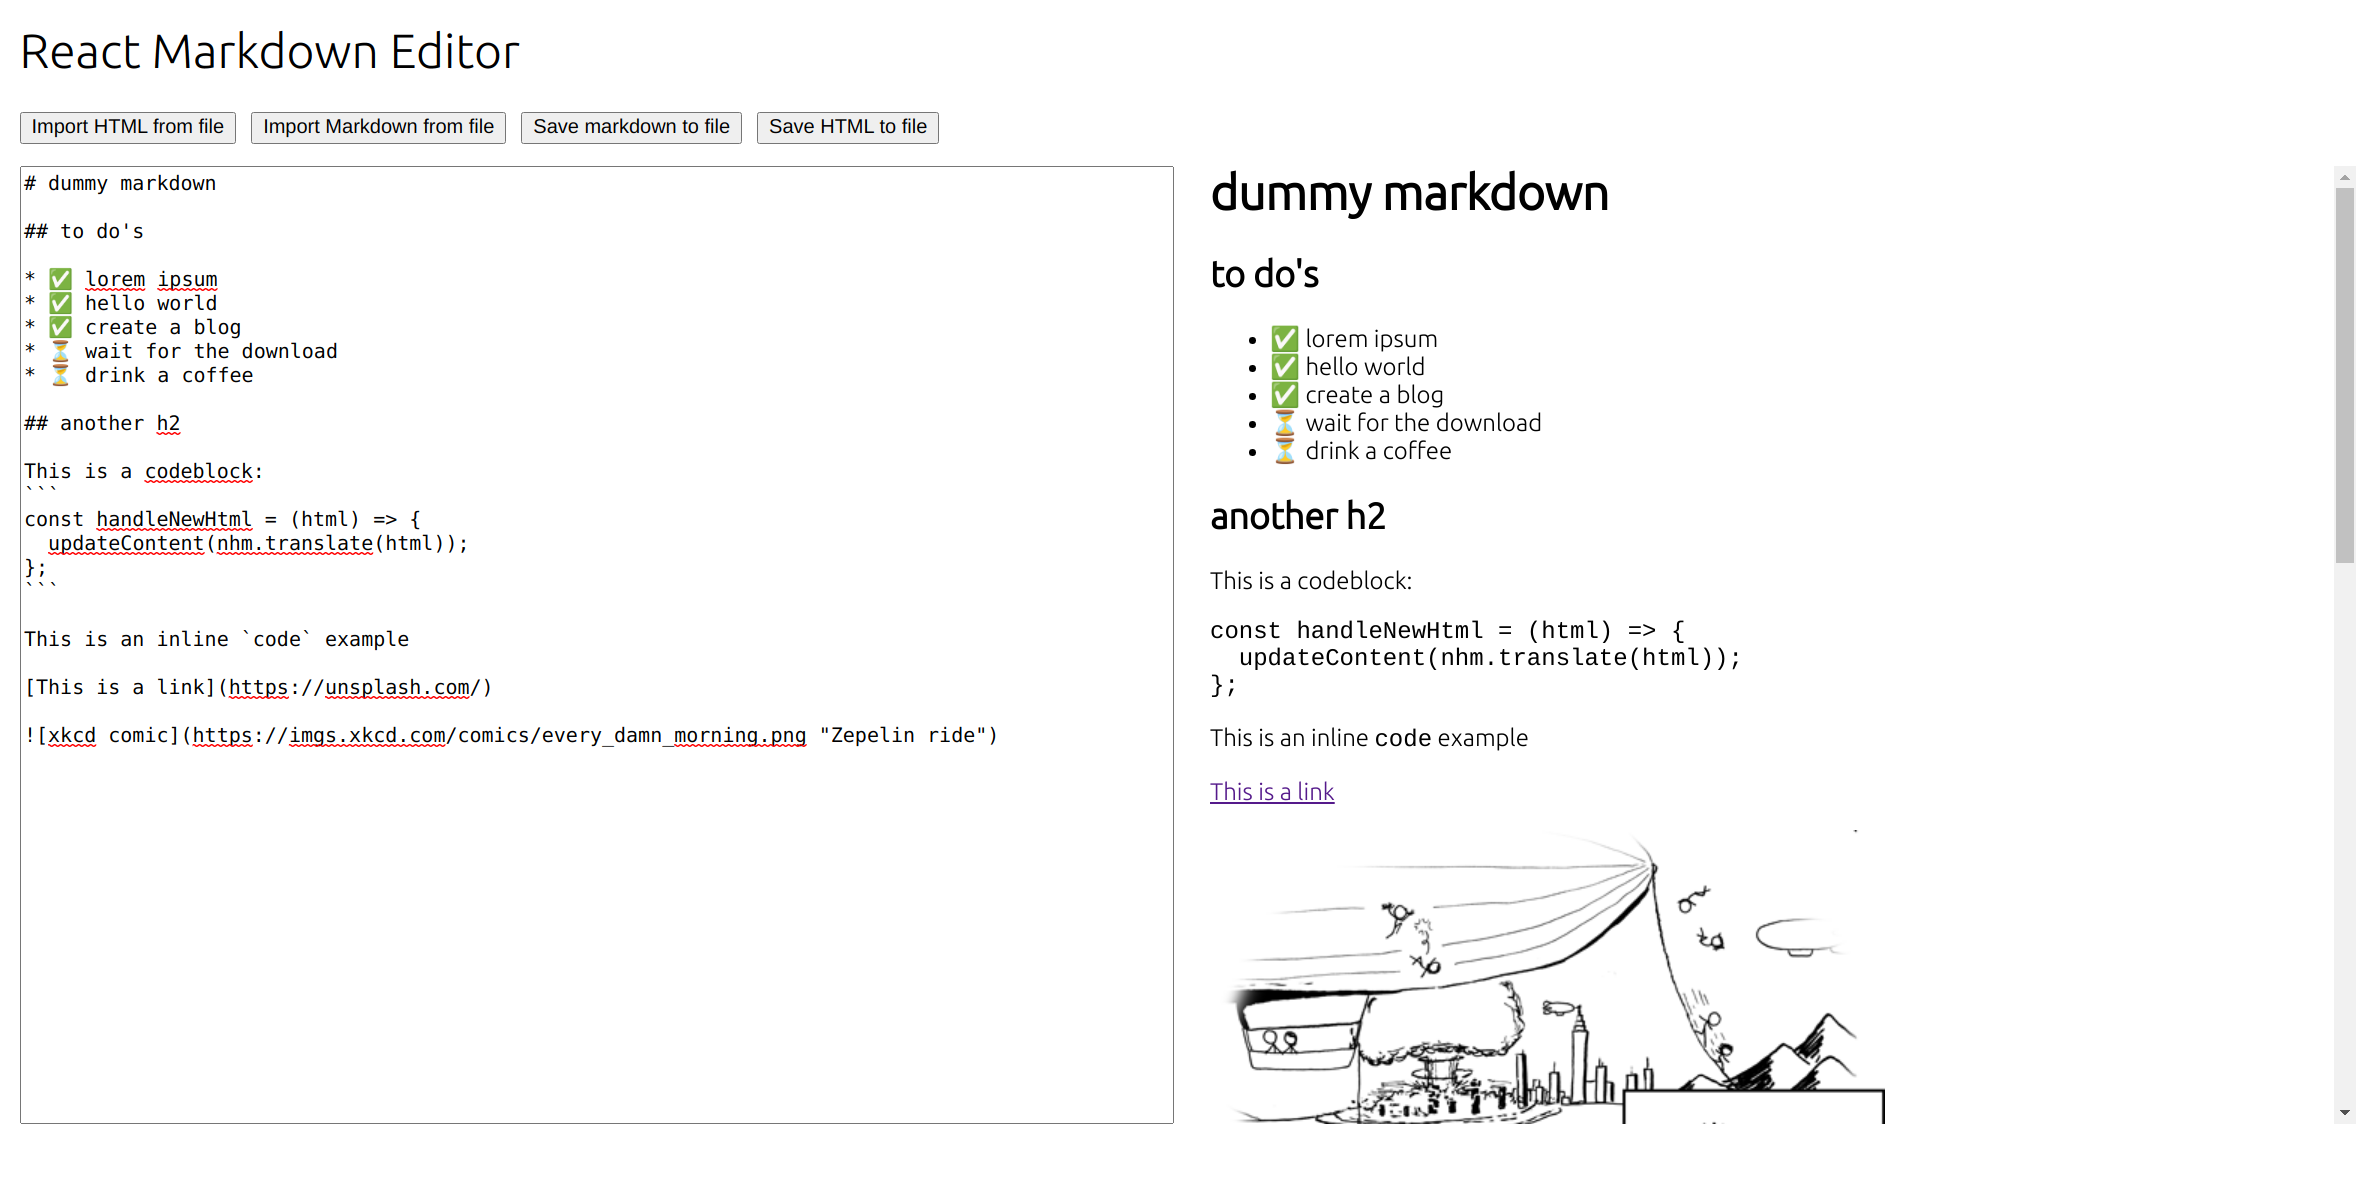 React Markdown Editor
Import HTML from file Import Markdown from file Save markdown to file Save HTML to file
# dummy markdown
## to do's
* ✅ lorem ipsum
* ✅ hello world
* ✅ create a blog
* ⏳ wait for the download
* ⏳ drink a coffee
## another h2
This is a codeblock:
```
const handleNewHtml = (html) => {
  updateContent(nhm.translate(html));
};
```
This is an inline `code` example
[This is a link](https://unsplash.com/)
![xkcd comic](https://imgs.xkcd.com/comics/every_damn_morning.png "Zepelin ride")
dummy markdown
to do's
• ✅ lorem ipsum
• ✅ hello world
• ✅ create a blog
• ⏳ wait for the download
• ⏳ drink a coffee
another h2
This is a codeblock:
const handleNewHtml = (html) => {
  updateContent(nhm.translate(html));
};
This is an inline code example
This is a link